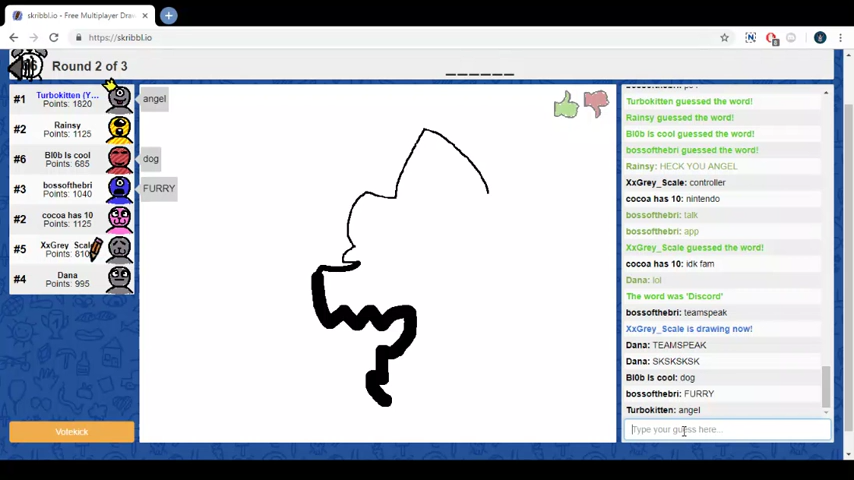 skribbl.io - Free Multiplayer Dra
https://skribbl.io
Round 2 of 3
______
#1 Turbokitten (Y...
Points: 1820
angel
#2 Rainsy
Points: 1125
#6 Bl0b Is cool
Points: 685
dog
#3 bossofthebri
Points: 1040
FURRY
#2 cocoa has 10
Points: 1125
#5 XxGrey_Scale
Points: 810
#4 Dana
Points: 995
Votekick
Turbokitten guessed the word!
Rainsy guessed the word!
Bl0b is cool guessed the word!
bossofthebri guessed the word!
Rainsy: HECK YOU ANGEL
XxGrey_Scale: controller
cocoa has 10: nintendo
bossofthebri: talk
bossofthebri: app
XxGrey_Scale guessed the word!
cocoa has 10: idk fam
Dana: lol
The word was 'Discord'
bossofthebri: teamspeak
XxGrey_Scale is drawing now!
Dana: TEAMSPEAK
Dana: SKSKSKSK
Bl0b is cool: dog
bossofthebri: FURRY
Turbokitten: angel
Type your guess here...